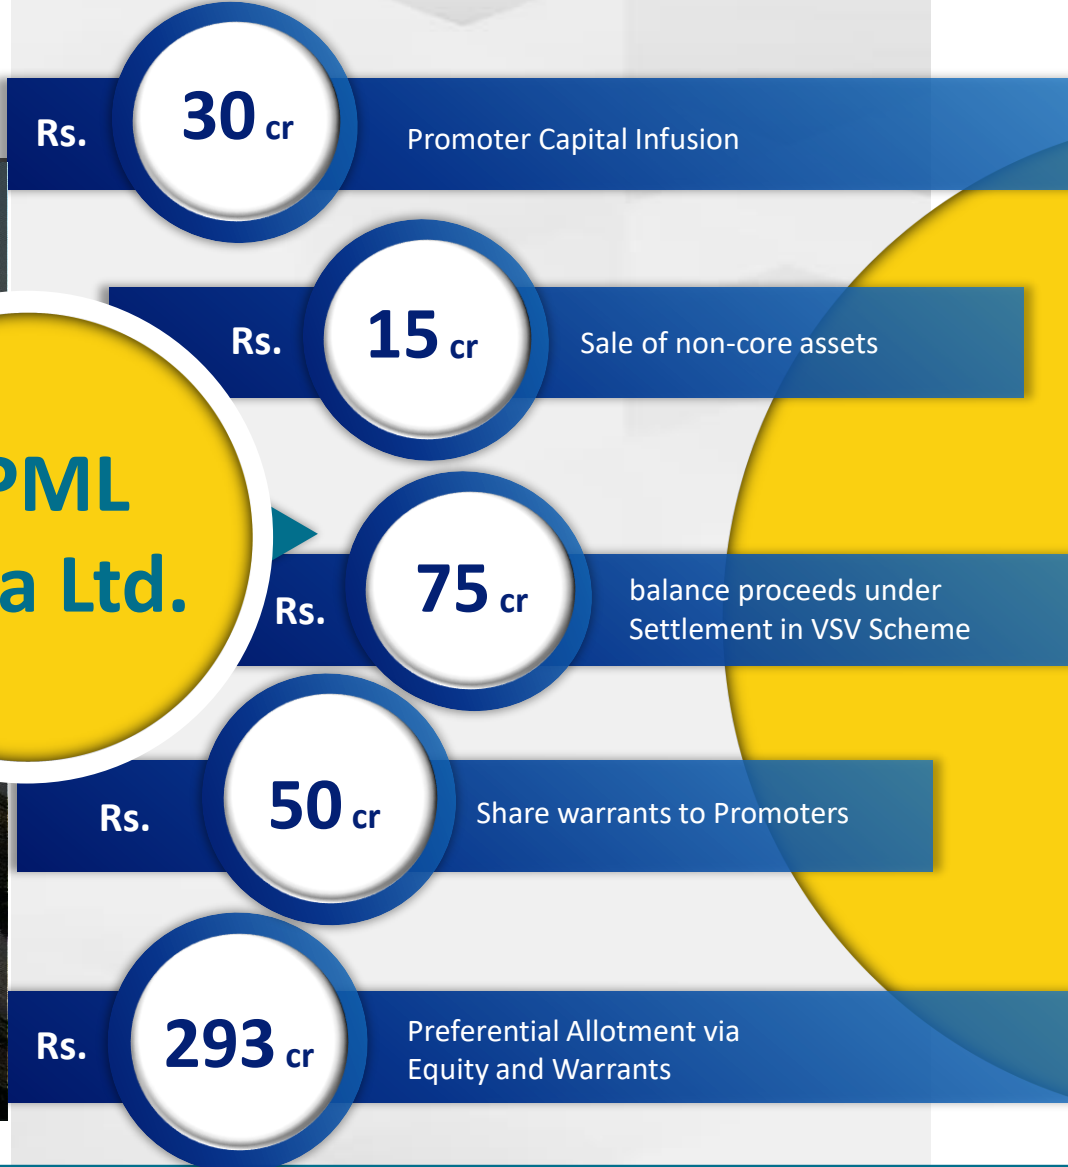 Rs. 30 cr Promoter Capital Infusion
Rs. 15 cr Sale of non-core assets
PML
a Ltd.
Rs. 75 cr balance proceeds under
Settlement in VSV Scheme
Rs. 50 cr Share warrants to Promoters
Rs. 293 cr Preferential Allotment via
Equity and Warrants